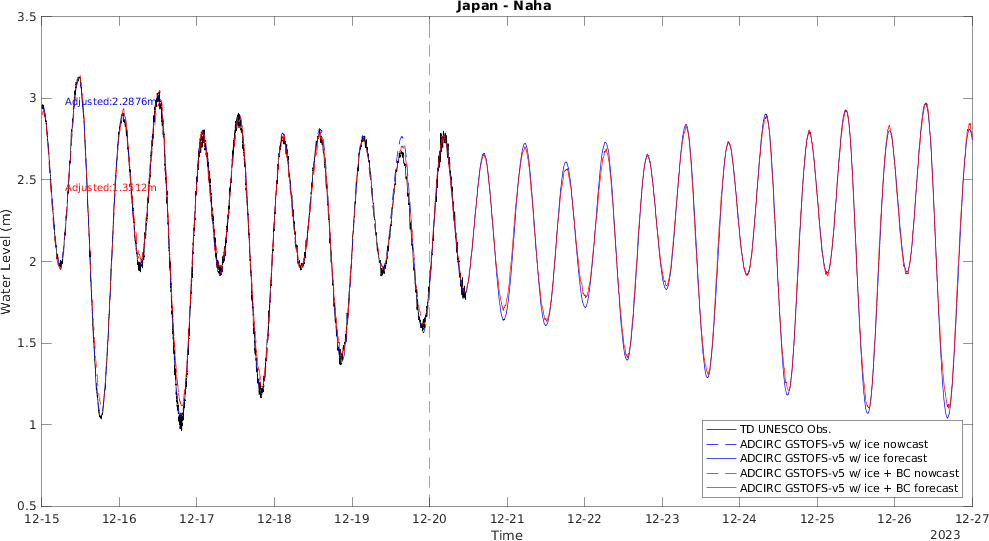 Japan - Naha
3.5
3
2.5
2
1.5
1
0.5
Water Level (m)
Adjusted:2.2876m
Adjusted:1.3512m
TD UNESCO Obs.
ADCIRC GSTOFS-v5 w/ ice nowcast
ADCIRC GSTOFS-v5 w/ ice forecast
ADCIRC GSTOFS-v5 w/ ice + BC nowcast
ADCIRC GSTOFS-v5 w/ ice + BC forecast
12-15 12-16 12-17 12-18 12-19 12-20 12-21 12-22 12-23 12-24 12-25 12-26 12-27
Time
2023